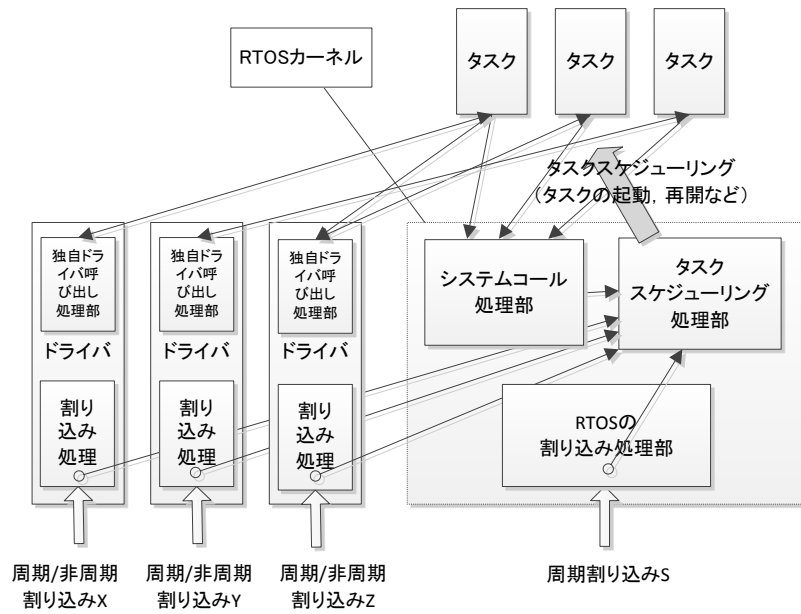 RTOSカーネル
タスク
タスク
タスク
タスクスケジューリング
（タスクの起動，再開など）
独自ドラ
イバ呼
び出し
処理部
ドライバ
割り
込み
処理
独自ドラ
イバ呼
び出し
処理部
ドライバ
割り
込み
処理
独自ドラ
イバ呼
び出し
処理部
ドライバ
割り
込み
処理
システムコール
処理部
タスク
スケジューリング
処理部
RTOSの
割り込み処理部
周期/非周期
割り込みX
周期/非周期
割り込みY
周期/非周期
割り込みZ
周期割り込みS